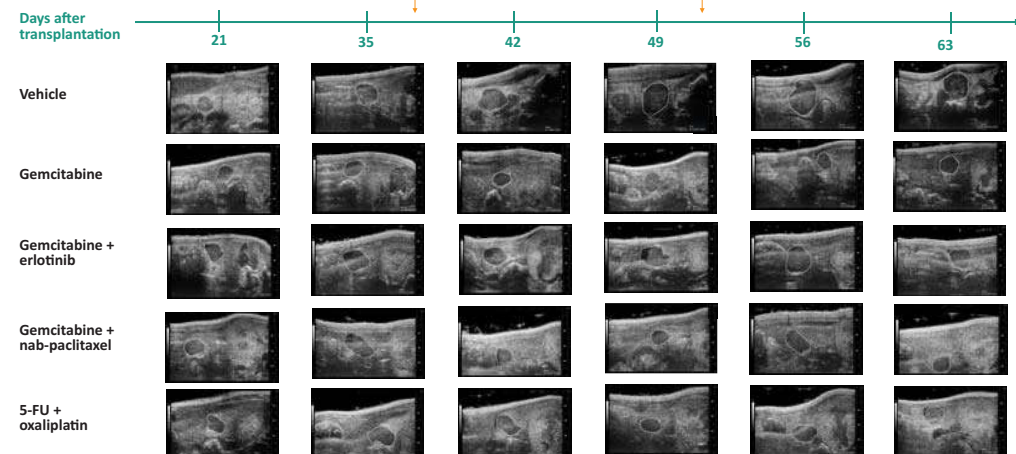 Days after
transplantation
21
35
42
49
56
63
Vehicle
Gemcitabine
Gemcitabine +
erlotinib
Gemcitabine +
nab-paclitaxel
5-FU +
oxaliplatin